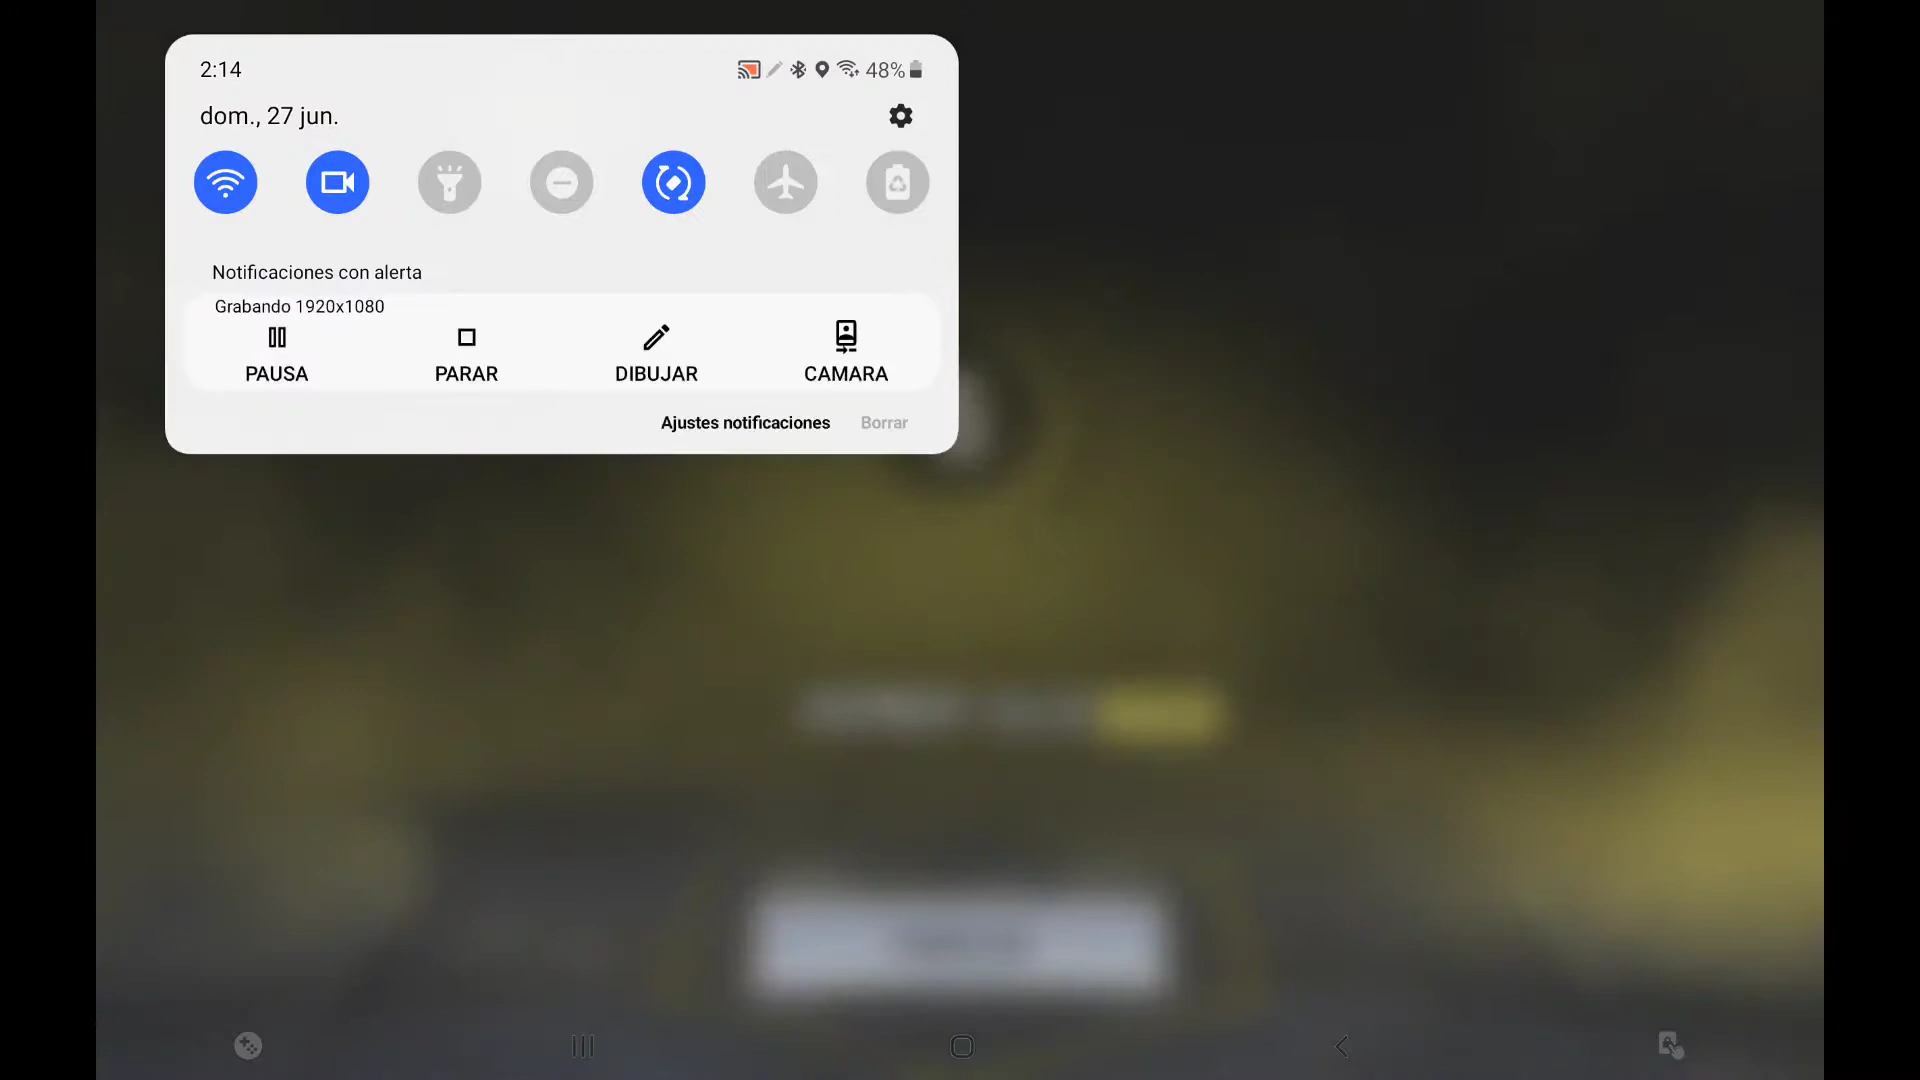 2:14
48%
dom., 27 jun.
Notificaciones con alerta
Grabando 1920x1080
PAUSA
PARAR
DIBUJAR
CAMARA
Ajustes notificaciones
Borrar